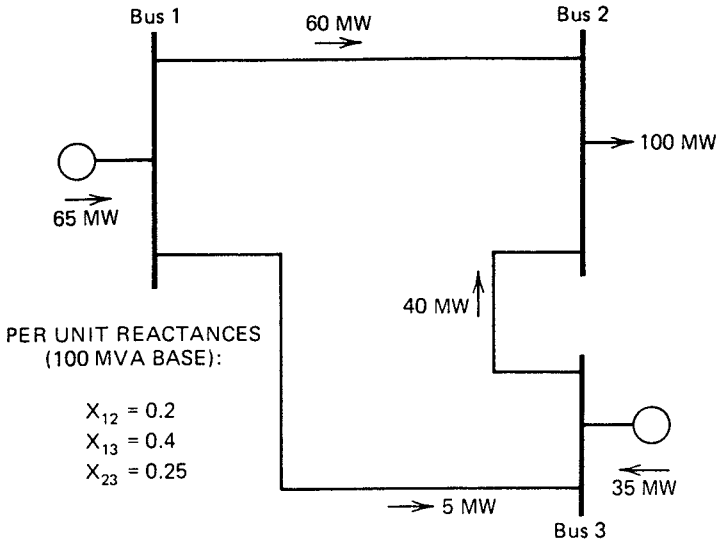 Bus 1
60 MW
Bus 2
100 MW
65 MW
40 MW
PER UNIT REACTANCES
(100 MVA BASE):
X₁₂ = 0.2
X₁₃ = 0.4
X₂₃ = 0.25
35 MW
5 MW
Bus 3